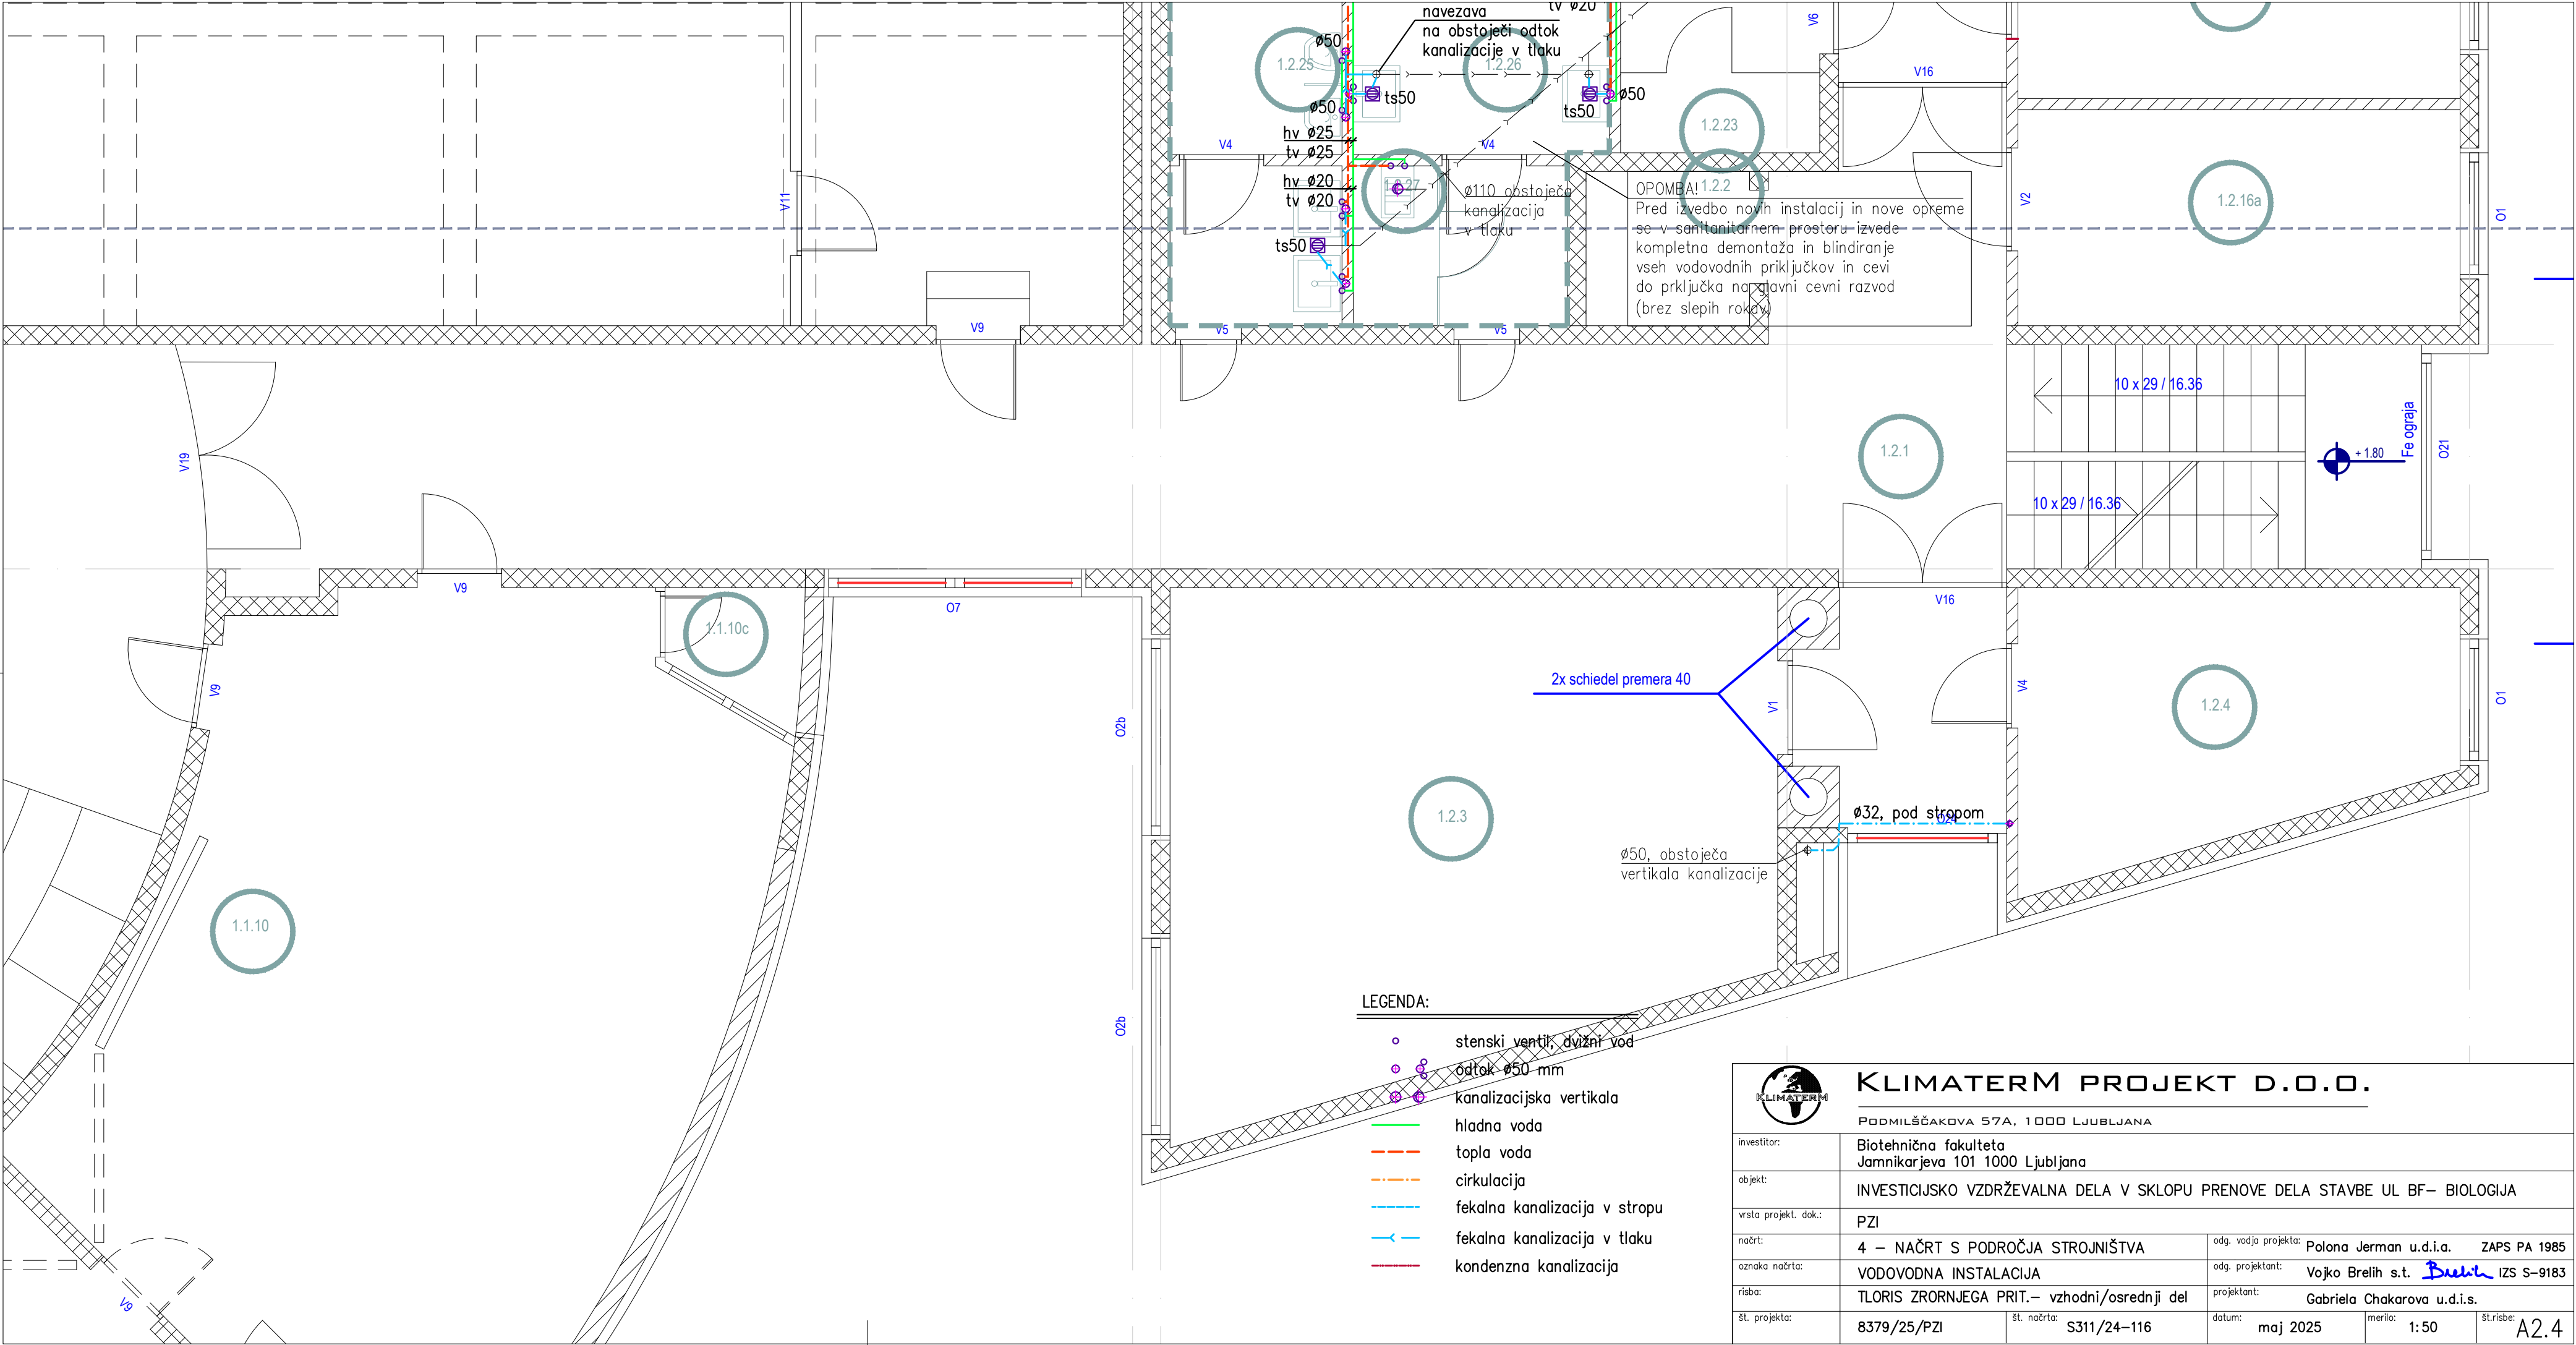 navezava
na obstoječi odtok
kanalizacije v tlaku
tv ø20
V6
ø50
1.2.25
1.2.26
V16
ts50
ø50
ts50
ø50
1.2.23
hv ø25
tv ø25
V4
V4
hv ø20
tv ø20
ø110 obstoječa
kanalizacija
v tlaku
1.2.2
OPOMBA!
Pred izvedbo novih instalacij in nove opreme
se v sanitanitarnem prostoru izvede
kompletna demontaža in blindiranje
vseh vodovodnih priključkov in cevi
do prključka na glavni cevni razvod
(brez slepih rokav)
V11
V2
1.2.16a
O1
ts50
V9
V5
V5
10 x 29 / 16.36
Fe ograja
O21
+ 1.80
V19
1.2.1
10 x 29 / 16.36
V9
O7
V16
1.1.10c
V9
O2b
2x schiedel premera 40
V1
V4
1.2.4
O1
1.2.3
ø32, pod stropom
ø50, obstoječa
vertikala kanalizacije
1.1.10
O2b
V9
LEGENDA:
stenski ventil, dvižni vod
odtok ø50 mm
kanalizacijska vertikala
hladna voda
topla voda
cirkulacija
fekalna kanalizacija v stropu
fekalna kanalizacija v tlaku
kondenzna kanalizacija
KLIMATERM
KLIMATERM PROJEKT D.O.O.
PODMILŠČAKOVA 57A, 1000 LJUBLJANA
investitor:
Biotehnična fakulteta
Jamnikarjeva 101 1000 Ljubljana
objekt:
INVESTICIJSKO VZDRŽEVALNA DELA V SKLOPU PRENOVE DELA STAVBE UL BF– BIOLOGIJA
vrsta projekt. dok.:
PZI
načrt:
4 – NAČRT S PODROČJA STROJNIŠTVA
odg. vodja projekta: Polona Jerman u.d.i.a. ZAPS PA 1985
oznaka načrta:
VODOVODNA INSTALACIJA
odg. projektant: Vojko Brelih s.t. Brelih IZS S–9183
risba:
TLORIS ZRORNJEGA PRIT.– vzhodni/osrednji del
projektant: Gabriela Chakarova u.d.i.s.
št. projekta: 8379/25/PZI
št. načrta: S311/24–116
datum: maj 2025
merilo: 1:50
št.risbe: A2.4